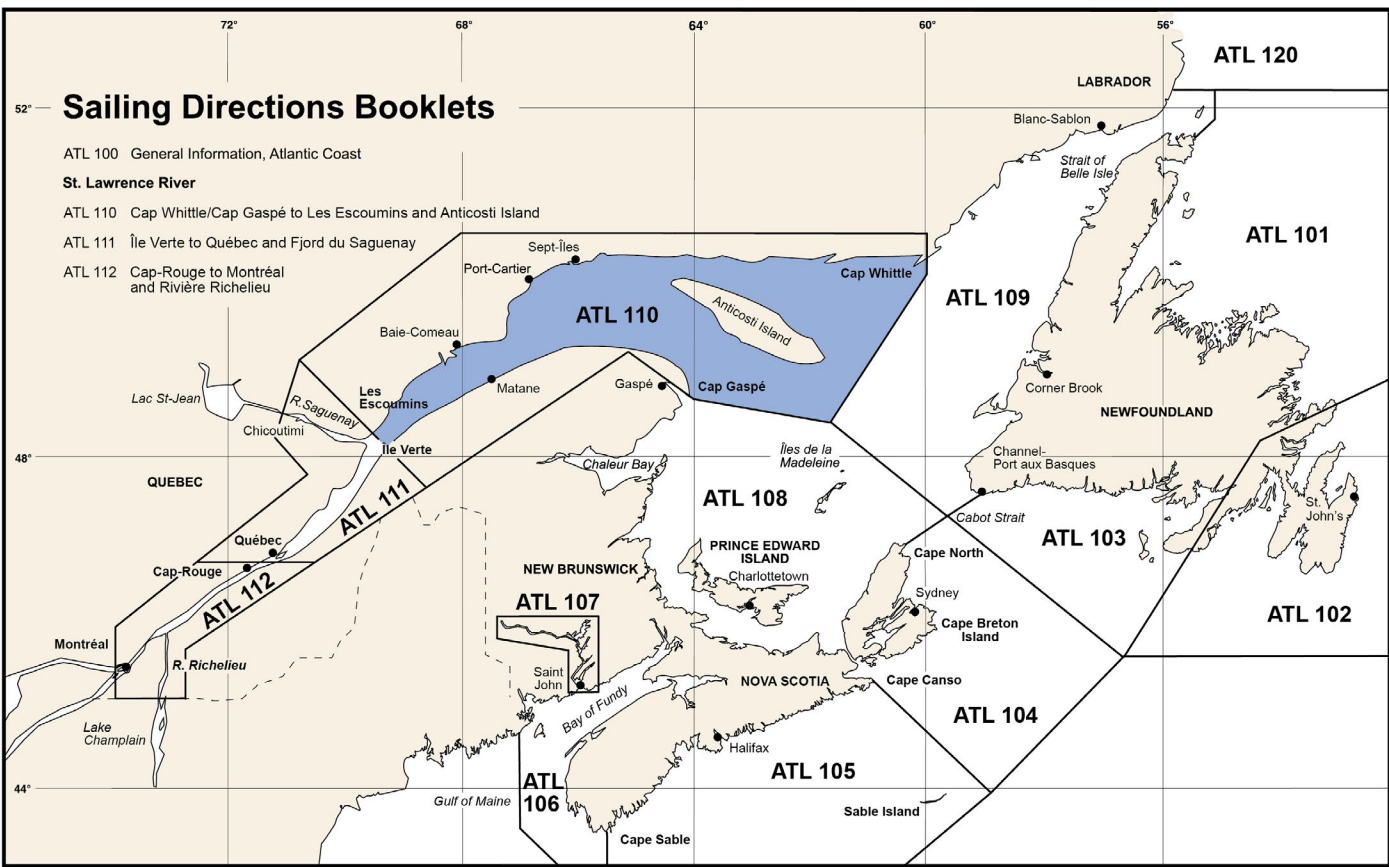 72°
68°
64°
60°
56°
ATL 120
LABRADOR
52°
Sailing Directions Booklets
Blanc-Sablon
ATL 100 General Information, Atlantic Coast
Strait of
Belle Isle
St. Lawrence River
ATL 110 Cap Whittle/Cap Gaspé to Les Escoumins and Anticosti Island
ATL 111 Île Verte to Québec and Fjord du Saguenay
ATL 112 Cap-Rouge to Montréal
and Rivière Richelieu
ATL 101
Sept-Îles
Port-Cartier
Cap Whittle
ATL 109
ATL 110
Anticosti Island
Baie-Comeau
Matane
Gaspé
Cap Gaspé
Corner Brook
NEWFOUNDLAND
Les
Escoumins
Lac St-Jean
R.Saguenay
Chicoutimi
Île Verte
48°
Chaleur Bay
Îles de la
Madeleine
Channel-
Port aux Basques
QUEBEC
ATL 111
ATL 108
St.
John's
Cabot Strait
ATL 103
Québec
Cap-Rouge
ATL 112
PRINCE EDWARD
ISLAND
Charlottetown
Cape North
NEW BRUNSWICK
ATL 107
Sydney
Cape Breton
Island
ATL 102
Montréal
R. Richelieu
Saint
John
NOVA SCOTIA
Cape Canso
Bay of Fundy
ATL 104
Lake
Champlain
Halifax
44°
Gulf of Maine
ATL
106
ATL 105
Sable Island
Cape Sable